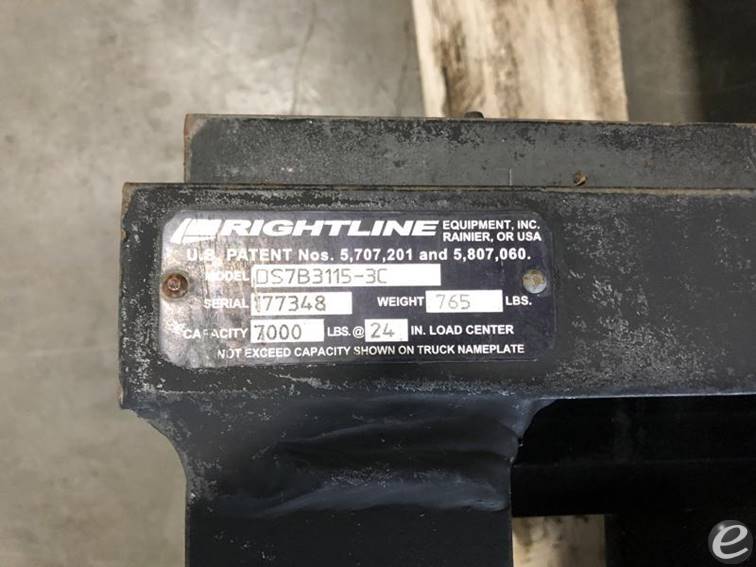 RIGHTLINE EQUIPMENT, INC.
RAINIER, OR USA
U.S. PATENT Nos. 5,707,201 and 5,807,060.
MODEL DS7B3115-3C
SERIAL 177348 WEIGHT 765 LBS.
CAPACITY 7000 LBS.@ 24 IN. LOAD CENTER
NOT EXCEED CAPACITY SHOWN ON TRUCK NAMEPLATE
e